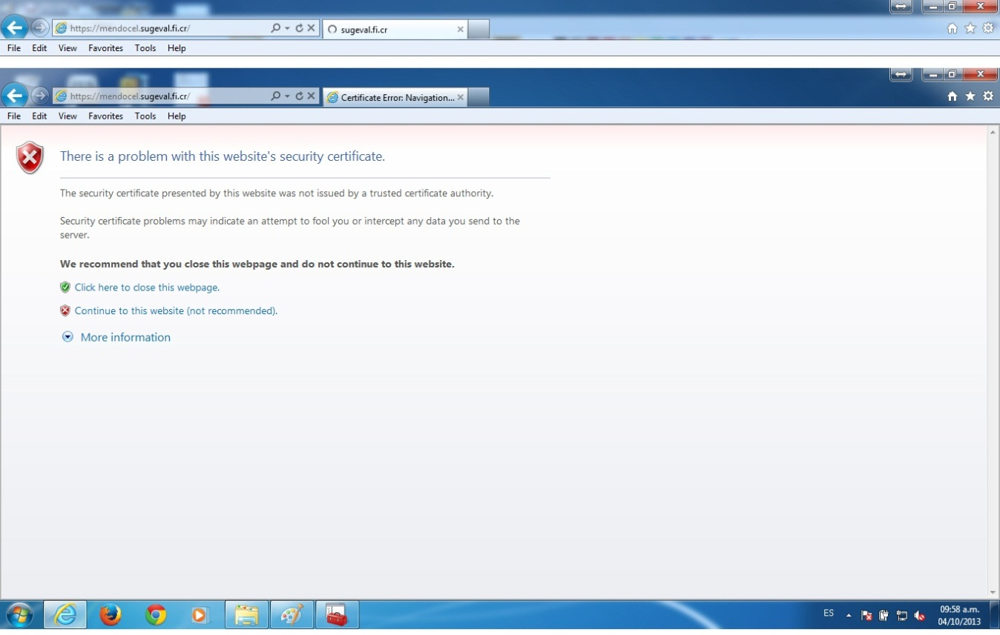 https://mendocel.sugeval.fi.cr/
sugeval.fi.cr
File Edit View Favorites Tools Help
https://mendocel.sugeval.fi.cr/
Certificate Error: Navigation...
File Edit View Favorites Tools Help
There is a problem with this website's security certificate.
The security certificate presented by this website was not issued by a trusted certificate authority.
Security certificate problems may indicate an attempt to fool you or intercept any data you send to the
server.
We recommend that you close this webpage and do not continue to this website.
Click here to close this webpage.
Continue to this website (not recommended).
More information
ES
09:58 a.m.
04/10/2013